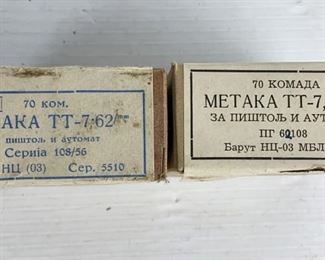 70 ком.
АКА ТТ-7·62
пиштољ и аутомат
Серија 108/56
НЦ (03) Сер. 5510
70 КОМАДА
МЕТАКА ТТ-7,
ЗА ПИШТОЉ И АУТ
ПГ 108
Барут НЦ-03 МБЛ